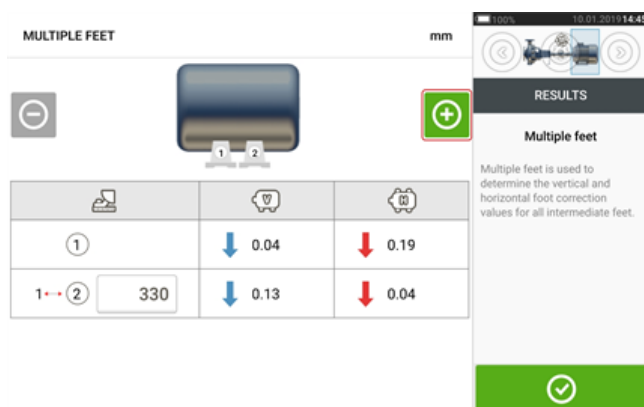 MULTIPLE FEET
mm
1 2
V
H
1
0.04
0.19
1 2
330
0.13
0.04
100%
10.01.2019 14:45
RESULTS
Multiple feet
Multiple feet is used to
determine the vertical and
horizontal foot correction
values for all intermediate feet.